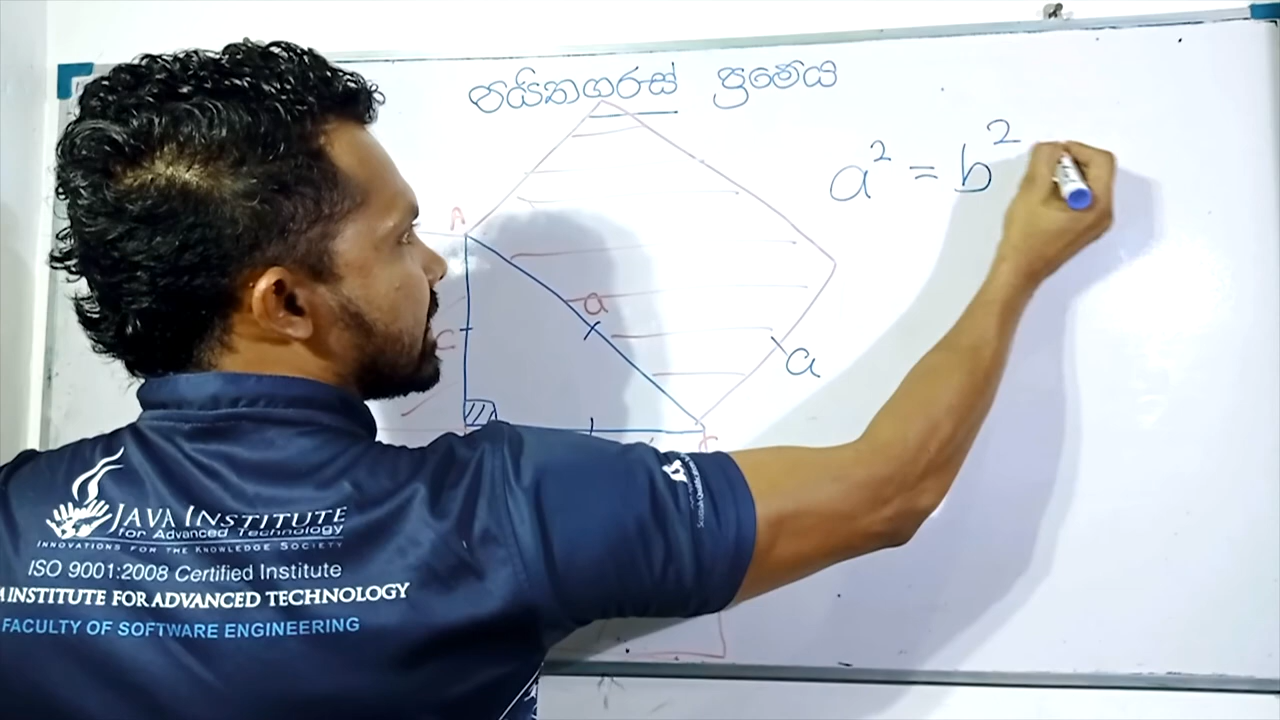 පයිතගරස් ප්‍රමේය
a² = b²
A
a
C
a
C
JAVA INSTITUTE
for Advanced Technology
INNOVATIONS FOR THE KNOWLEDGE SOCIETY
ISO 9001:2008 Certified Institute
A INSTITUTE FOR ADVANCED TECHNOLOGY
FACULTY OF SOFTWARE ENGINEERING